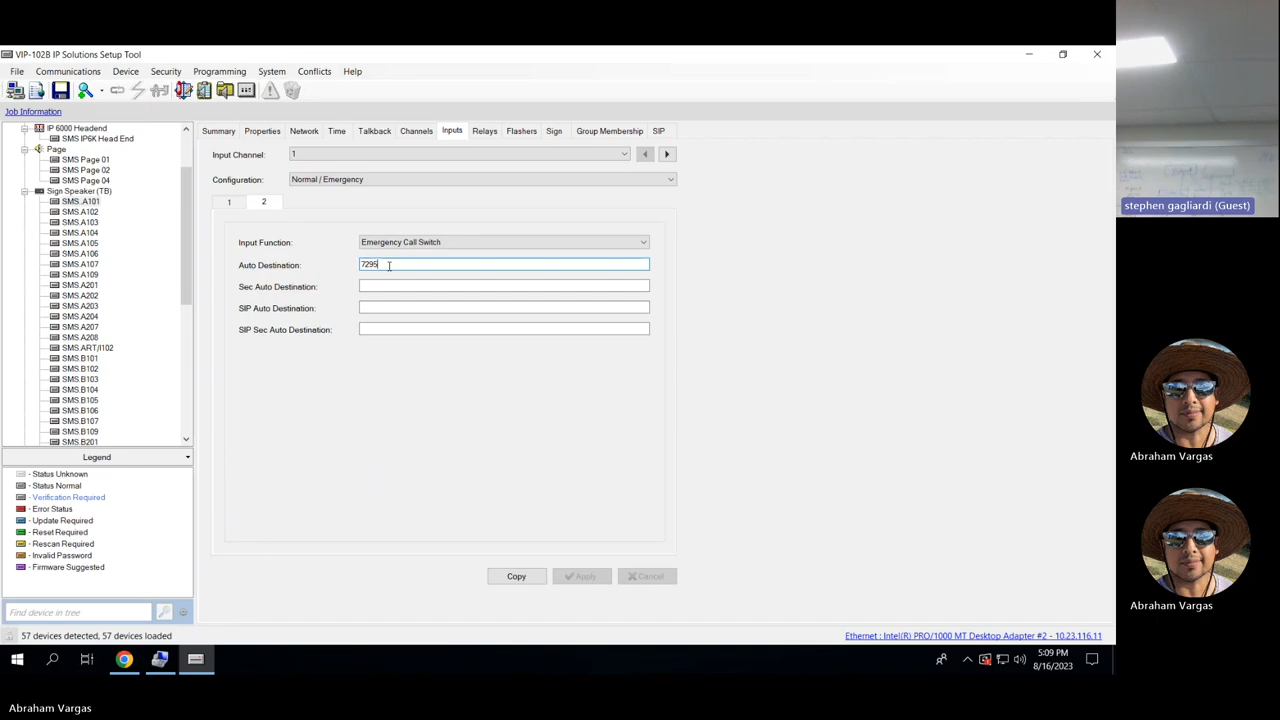 VIP-102B IP Solutions Setup Tool
File Communications Device Security Programming System Conflicts Help
Job Information
IP 6000 Headend
SMS IP6K Head End
Page
SMS Page 01
SMS Page 02
SMS Page 04
Sign Speaker (TB)
SMS..A101
SMS.A102
SMS.A103
SMS.A104
SMS.A105
SMS.A106
SMS.A107
SMS.A109
SMS.A201
SMS.A202
SMS.A203
SMS.A204
SMS.A207
SMS.A208
SMS.ART/I102
SMS.B101
SMS.B102
SMS.B103
SMS.B104
SMS.B105
SMS.B106
SMS.B107
SMS.B109
SMS.B201
Legend
- Status Unknown
- Status Normal
- Verification Required
- Error Status
- Update Required
- Reset Required
- Rescan Required
- Invalid Password
- Firmware Suggested
Find device in tree
57 devices detected, 57 devices loaded
Summary Properties Network Time Talkback Channels Inputs Relays Flashers Sign Group Membership SIP
Input Channel: 1
Configuration: Normal / Emergency
1 2
Input Function: Emergency Call Switch
Auto Destination: 7295
Sec Auto Destination:
SIP Auto Destination:
SIP Sec Auto Destination:
Copy Apply Cancel
Ethernet : Intel(R) PRO/1000 MT Desktop Adapter #2 - 10.23.116.11
5:09 PM
8/16/2023
stephen gagliardi (Guest)
Abraham Vargas
Abraham Vargas
Abraham Vargas